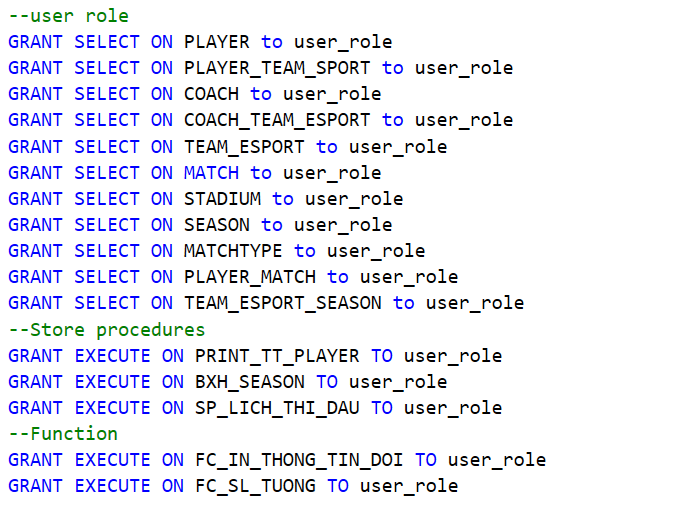 --user role
GRANT SELECT ON PLAYER to user_role
GRANT SELECT ON PLAYER_TEAM_SPORT to user_role
GRANT SELECT ON COACH to user_role
GRANT SELECT ON COACH_TEAM_ESPORT to user_role
GRANT SELECT ON TEAM_ESPORT to user_role
GRANT SELECT ON MATCH to user_role
GRANT SELECT ON STADIUM to user_role
GRANT SELECT ON SEASON to user_role
GRANT SELECT ON MATCHTYPE to user_role
GRANT SELECT ON PLAYER_MATCH to user_role
GRANT SELECT ON TEAM_ESPORT_SEASON to user_role
--Store procedures
GRANT EXECUTE ON PRINT_TT_PLAYER TO user_role
GRANT EXECUTE ON BXH_SEASON TO user_role
GRANT EXECUTE ON SP_LICH_THI_DAU TO user_role
--Function
GRANT EXECUTE ON FC_IN_THONG_TIN_DOI TO user_role
GRANT EXECUTE ON FC_SL_TUONG TO user_role